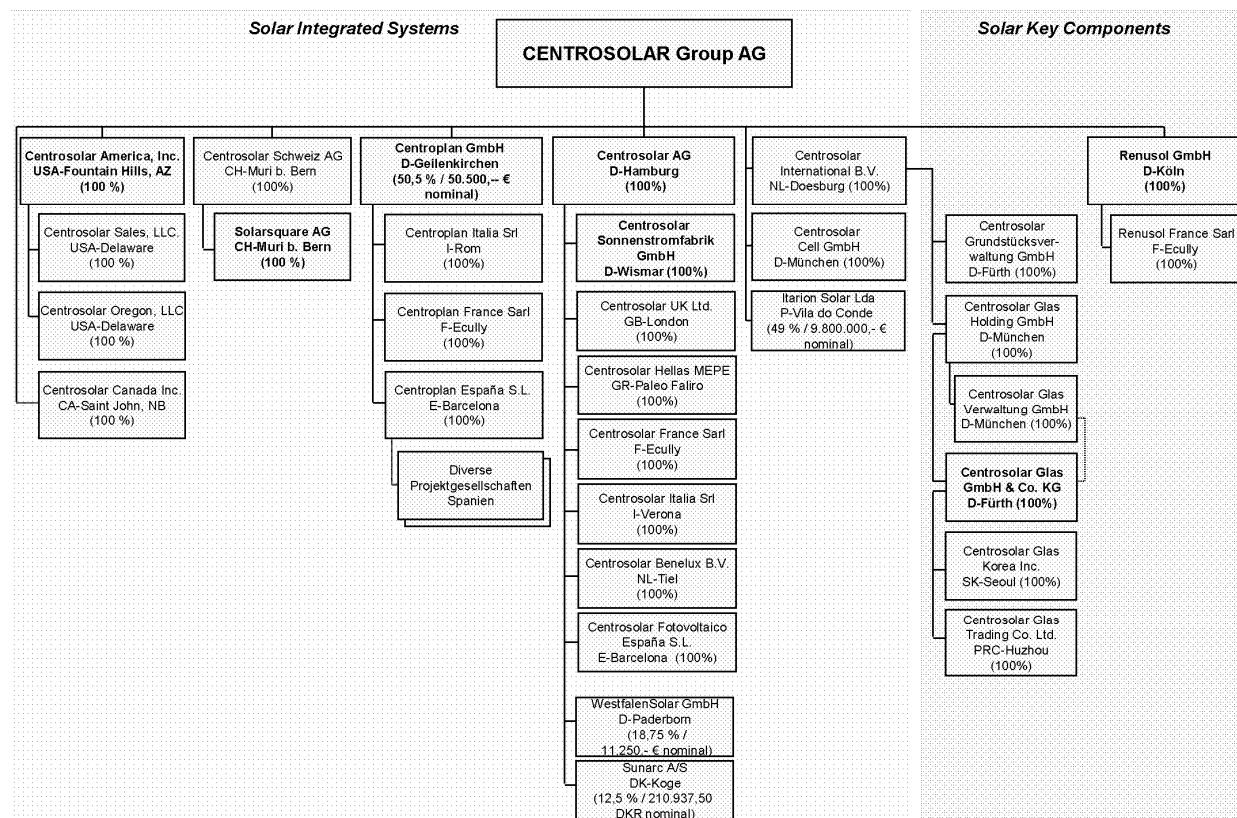 Solar Integrated Systems
Solar Key Components
CENTROSOLAR Group AG
Centrosolar America, Inc.
USA-Fountain Hills, AZ
(100 %)
Centrosolar Sales, LLC.
USA-Delaware
(100 %)
Centrosolar Oregon, LLC
USA-Delaware
(100 %)
Centrosolar Canada Inc.
CA-Saint John, NB
(100 %)
Centrosolar Schweiz AG
CH-Muri b. Bern
(100%)
Solarsquare AG
CH-Muri b. Bern
(100 %)
Centroplan GmbH
D-Geilenkirchen
(50,5 % / 50.500,-- €
nominal)
Centroplan Italia Srl
I-Rom
(100%)
Centroplan France Sarl
F-Ecully
(100%)
Centroplan España S.L.
E-Barcelona
(100%)
Diverse
Projektgesellschaften
Spanien
Centrosolar AG
D-Hamburg
(100%)
Centrosolar
Sonnenstromfabrik
GmbH
D-Wismar (100%)
Centrosolar UK Ltd.
GB-London
(100%)
Centrosolar Hellas MEPE
GR-Paleo Faliro
(100%)
Centrosolar France Sarl
F-Ecully
(100%)
Centrosolar Italia Srl
I-Verona
(100%)
Centrosolar Benelux B.V.
NL-Tiel
(100%)
Centrosolar Fotovoltaico
España S.L.
E-Barcelona (100%)
WestfalenSolar GmbH
D-Paderborn
(18,75 % /
11.250,- € nominal)
Sunarc A/S
DK-Koge
(12,5 % / 210.937,50
DKR nominal)
Centrosolar
International B.V.
NL-Doesburg (100%)
Centrosolar
Cell GmbH
D-München (100%)
Itarion Solar Lda
P-Vila do Conde
(49 % / 9.800.000,- €
nominal)
Centrosolar
Grundstücksver-
waltung GmbH
D-Fürth (100%)
Centrosolar Glas
Holding GmbH
D-München
(100%)
Centrosolar Glas
Verwaltung GmbH
D-München (100%)
Centrosolar Glas
GmbH & Co. KG
D-Fürth (100%)
Centrosolar Glas
Korea Inc.
SK-Seoul (100%)
Centrosolar Glas
Trading Co. Ltd.
PRC-Huzhou
(100%)
Renusol GmbH
D-Köln
(100%)
Renusol France Sarl
F-Ecully
(100%)